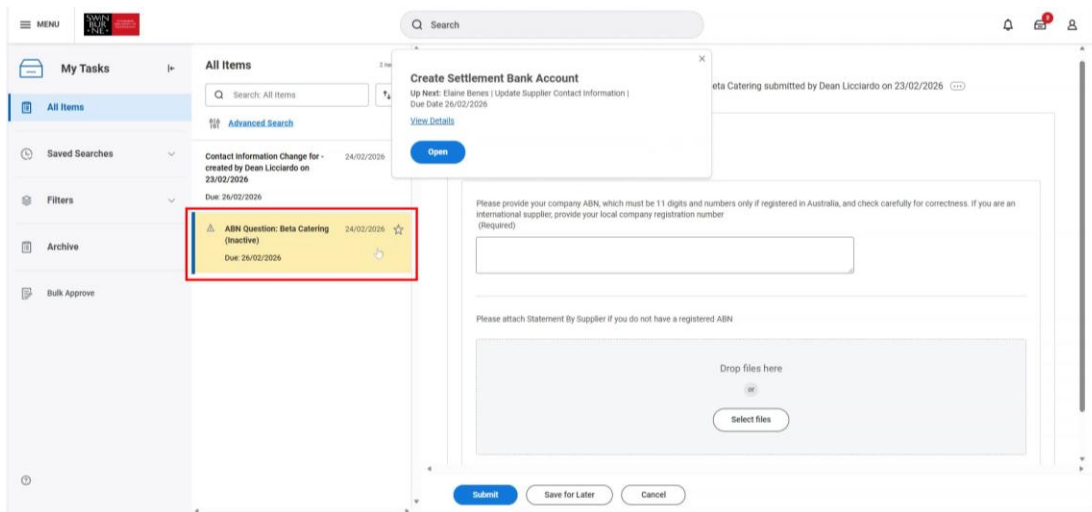 MENU
SWIN
BUR
• NE •
Search
2
My Tasks
All Items
Saved Searches
Filters
Archive
Bulk Approve
All Items
Search: All Items
Advanced Search
Contact Information Change for -
created by Dean Licciardo on
23/02/2026
24/02/2026
Due: 26/02/2026
ABN Question: Beta Catering
(Inactive)
24/02/2026
Due: 26/02/2026
Create Settlement Bank Account
Up Next: Elaine Benes | Update Supplier Contact Information |
Due Date 26/02/2026
View Details
Open
eta Catering submitted by Dean Licciardo on 23/02/2026
Please provide your company ABN, which must be 11 digits and numbers only if registered in Australia, and check carefully for correctness. If you are an
international supplier, provide your local company registration number
(Required)
Please attach Statement By Supplier if you do not have a registered ABN
Drop files here
or
Select files
Submit
Save for Later
Cancel